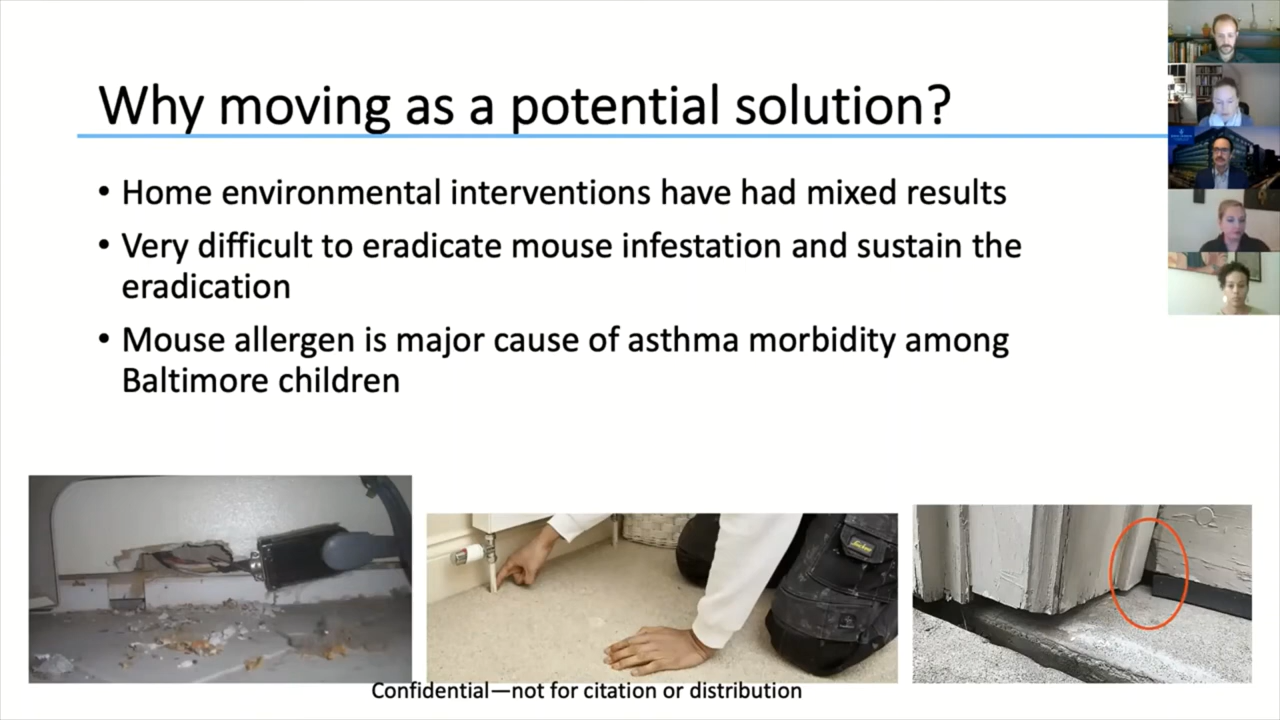 Why moving as a potential solution?
• Home environmental interventions have had mixed results
• Very difficult to eradicate mouse infestation and sustain the
eradication
• Mouse allergen is major cause of asthma morbidity among
Baltimore children
Confidential—not for citation or distribution